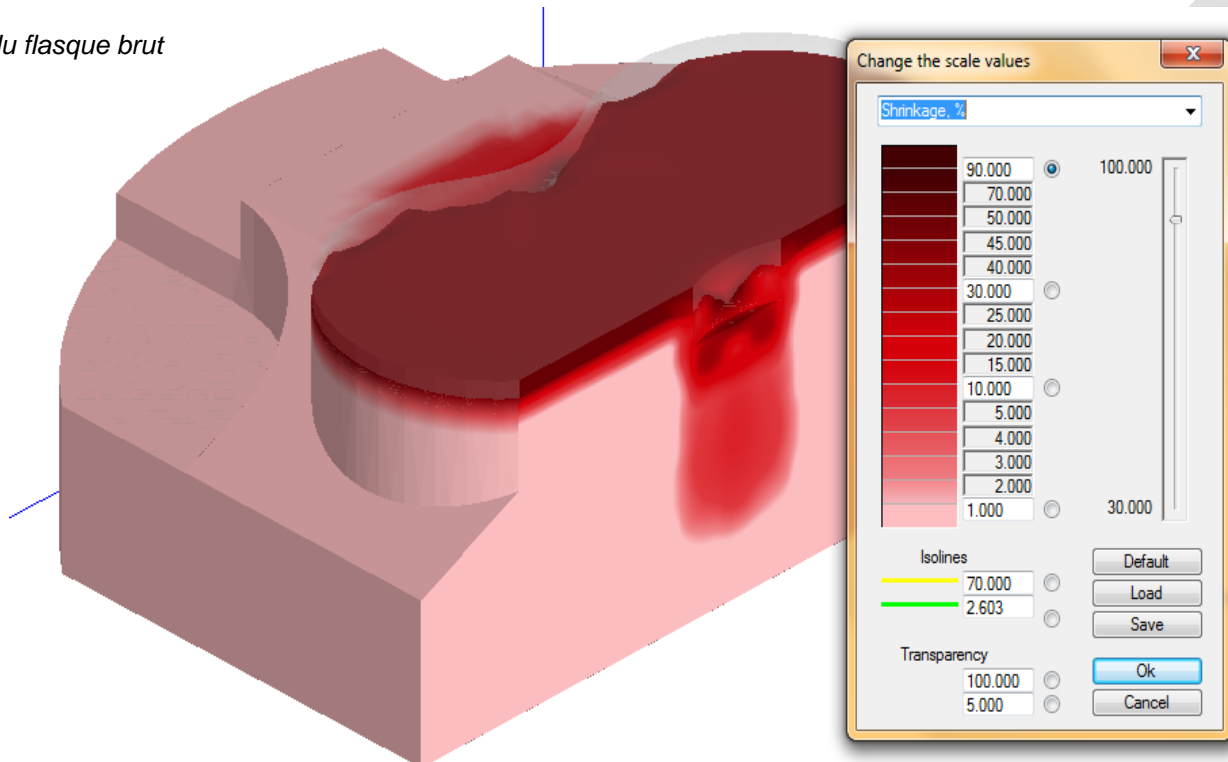 du flasque brut
Change the scale values
X
Shrinkage, %
90.000
100.000
70.000
50.000
45.000
40.000
30.000
25.000
20.000
15.000
10.000
5.000
4.000
3.000
2.000
1.000
30.000
Isolines
70.000
2.603
Default
Load
Save
Transparency
100.000
5.000
Ok
Cancel